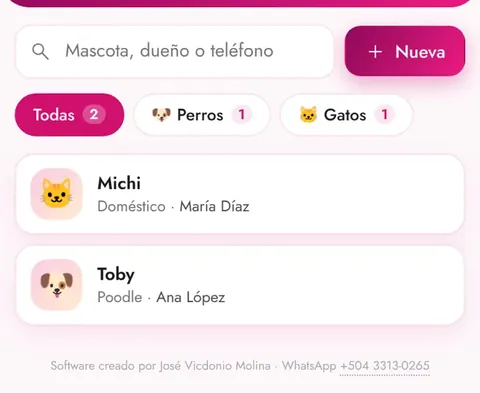 Mascota, dueño o teléfono
+ Nueva
Todas 2
Perros 1
Gatos 1
Michi
Doméstico · María Díaz
Toby
Poodle · Ana López
Software creado por José Vicdonio Molina · WhatsApp +504 3313-0265